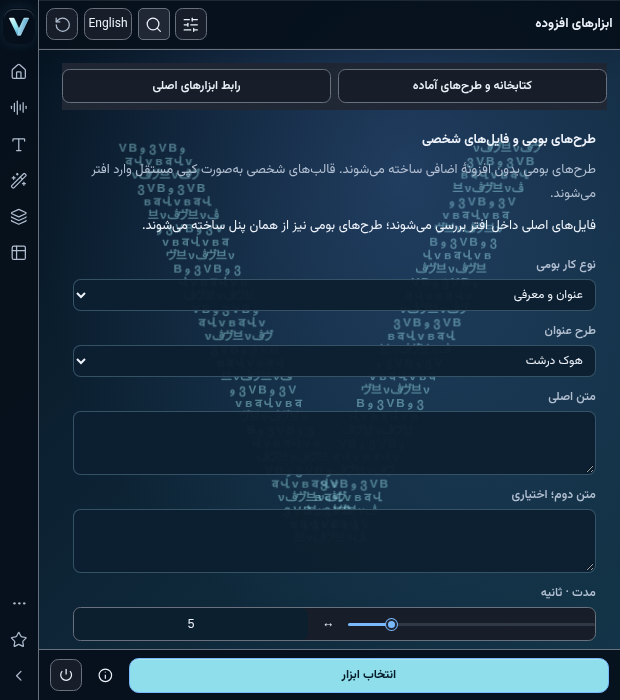 ابزارهای افزوده
English
کتابخانه و طرح‌های آماده
رابط ابزارهای اصلی
طرح‌های بومی و فایل‌های شخصی
طرح‌های بومی بدون افزونهٔ اضافی ساخته می‌شوند. قالب‌های شخصی به‌صورت کپی مستقل وارد افتر
می‌شوند.
فایل‌های اصلی داخل افتر بررسی می‌شوند؛ طرح‌های بومی نیز از همان پنل ساخته می‌شوند.
نوع کار بومی
عنوان و معرفی
طرح عنوان
هوک درشت
متن اصلی
متن دوم؛ اختیاری
مدت · ثانیه
5
انتخاب ابزار